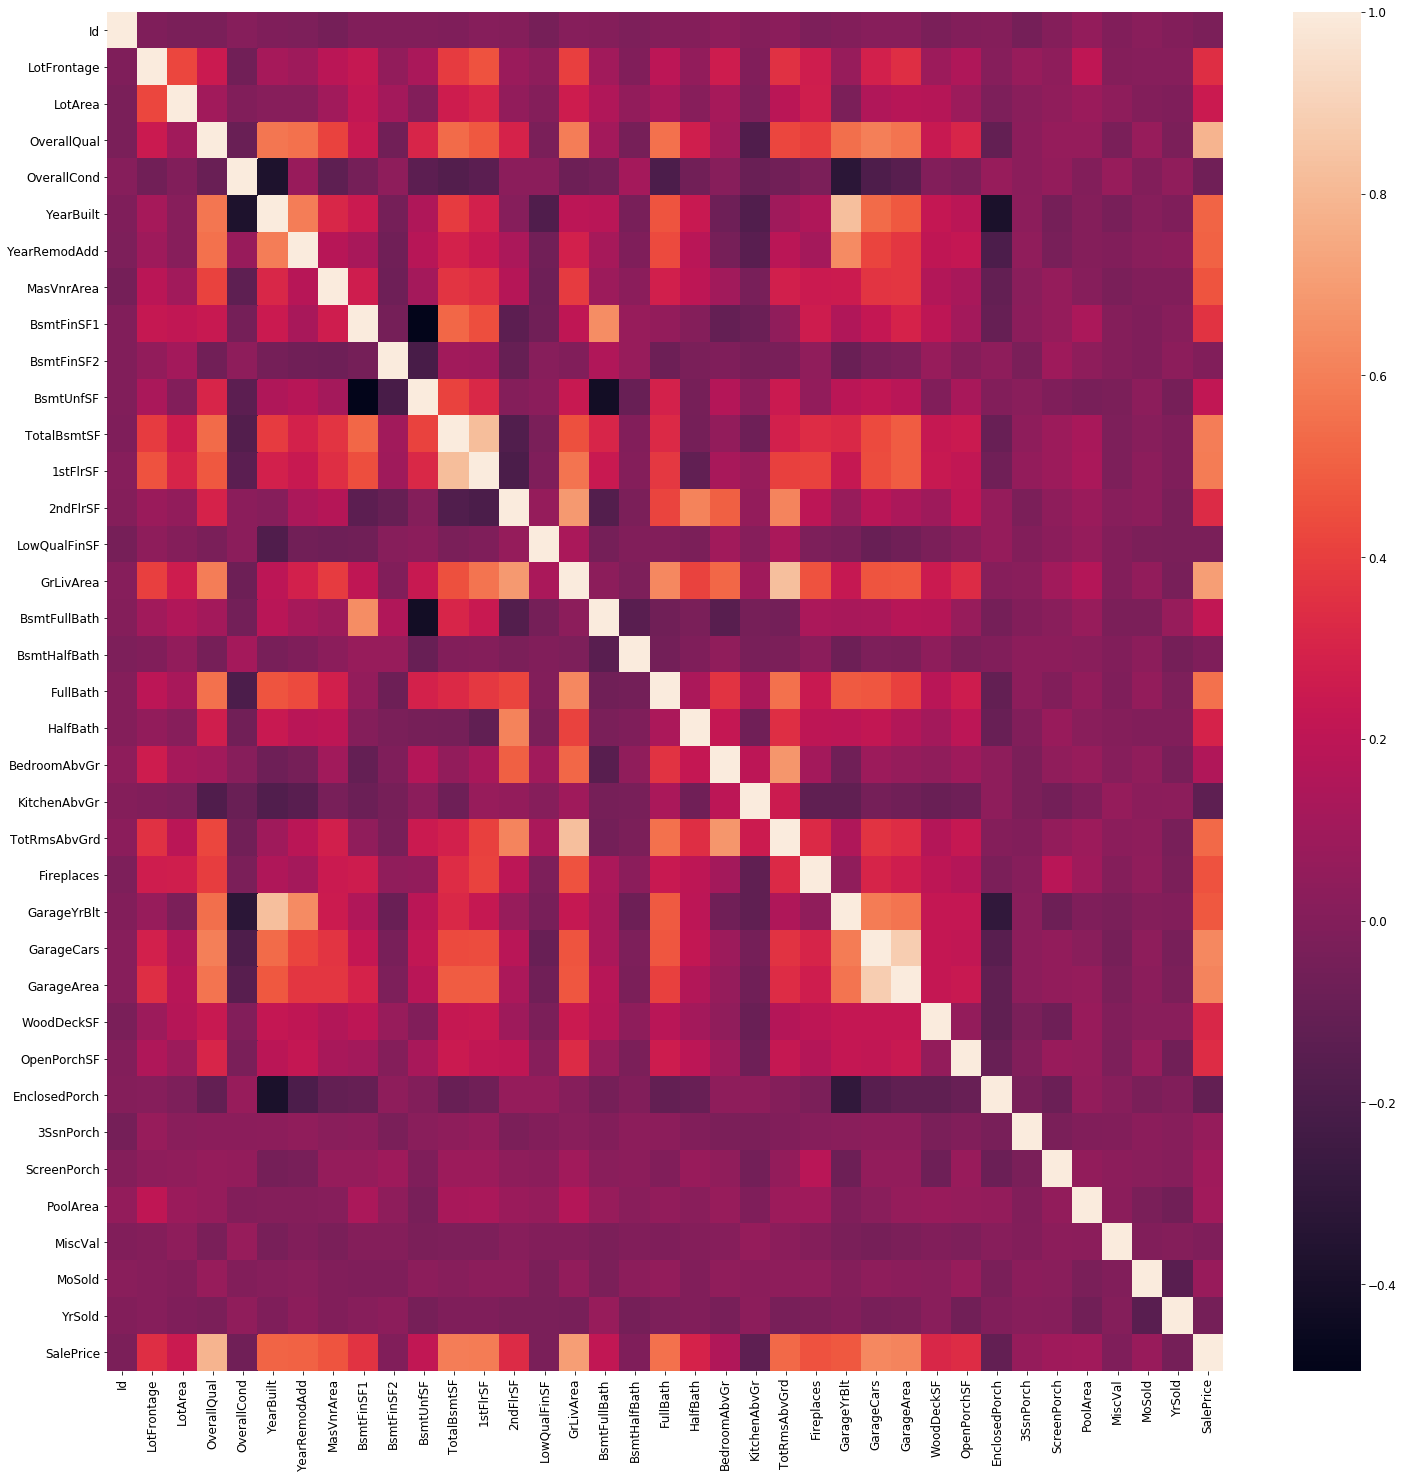 Id
LotFrontage
LotArea
OverallQual
OverallCond
YearBuilt
YearRemodAdd
MasVnrArea
BsmtFinSF1
BsmtFinSF2
BsmtUnfSF
TotalBsmtSF
1stFlrSF
2ndFlrSF
LowQualFinSF
GrLivArea
BsmtFullBath
BsmtHalfBath
FullBath
HalfBath
BedroomAbvGr
KitchenAbvGr
TotRmsAbvGrd
Fireplaces
GarageYrBlt
GarageCars
GarageArea
WoodDeckSF
OpenPorchSF
EnclosedPorch
3SsnPorch
ScreenPorch
PoolArea
MiscVal
MoSold
YrSold
SalePrice
Id
LotFrontage
LotArea
OverallQual
OverallCond
YearBuilt
YearRemodAdd
MasVnrArea
BsmtFinSF1
BsmtFinSF2
BsmtUnfSF
TotalBsmtSF
1stFlrSF
2ndFlrSF
LowQualFinSF
GrLivArea
BsmtFullBath
BsmtHalfBath
FullBath
HalfBath
BedroomAbvGr
KitchenAbvGr
TotRmsAbvGrd
Fireplaces
GarageYrBlt
GarageCars
GarageArea
WoodDeckSF
OpenPorchSF
EnclosedPorch
3SsnPorch
ScreenPorch
PoolArea
MiscVal
MoSold
YrSold
SalePrice
1.0
0.8
0.6
0.4
0.2
0.0
−0.2
−0.4